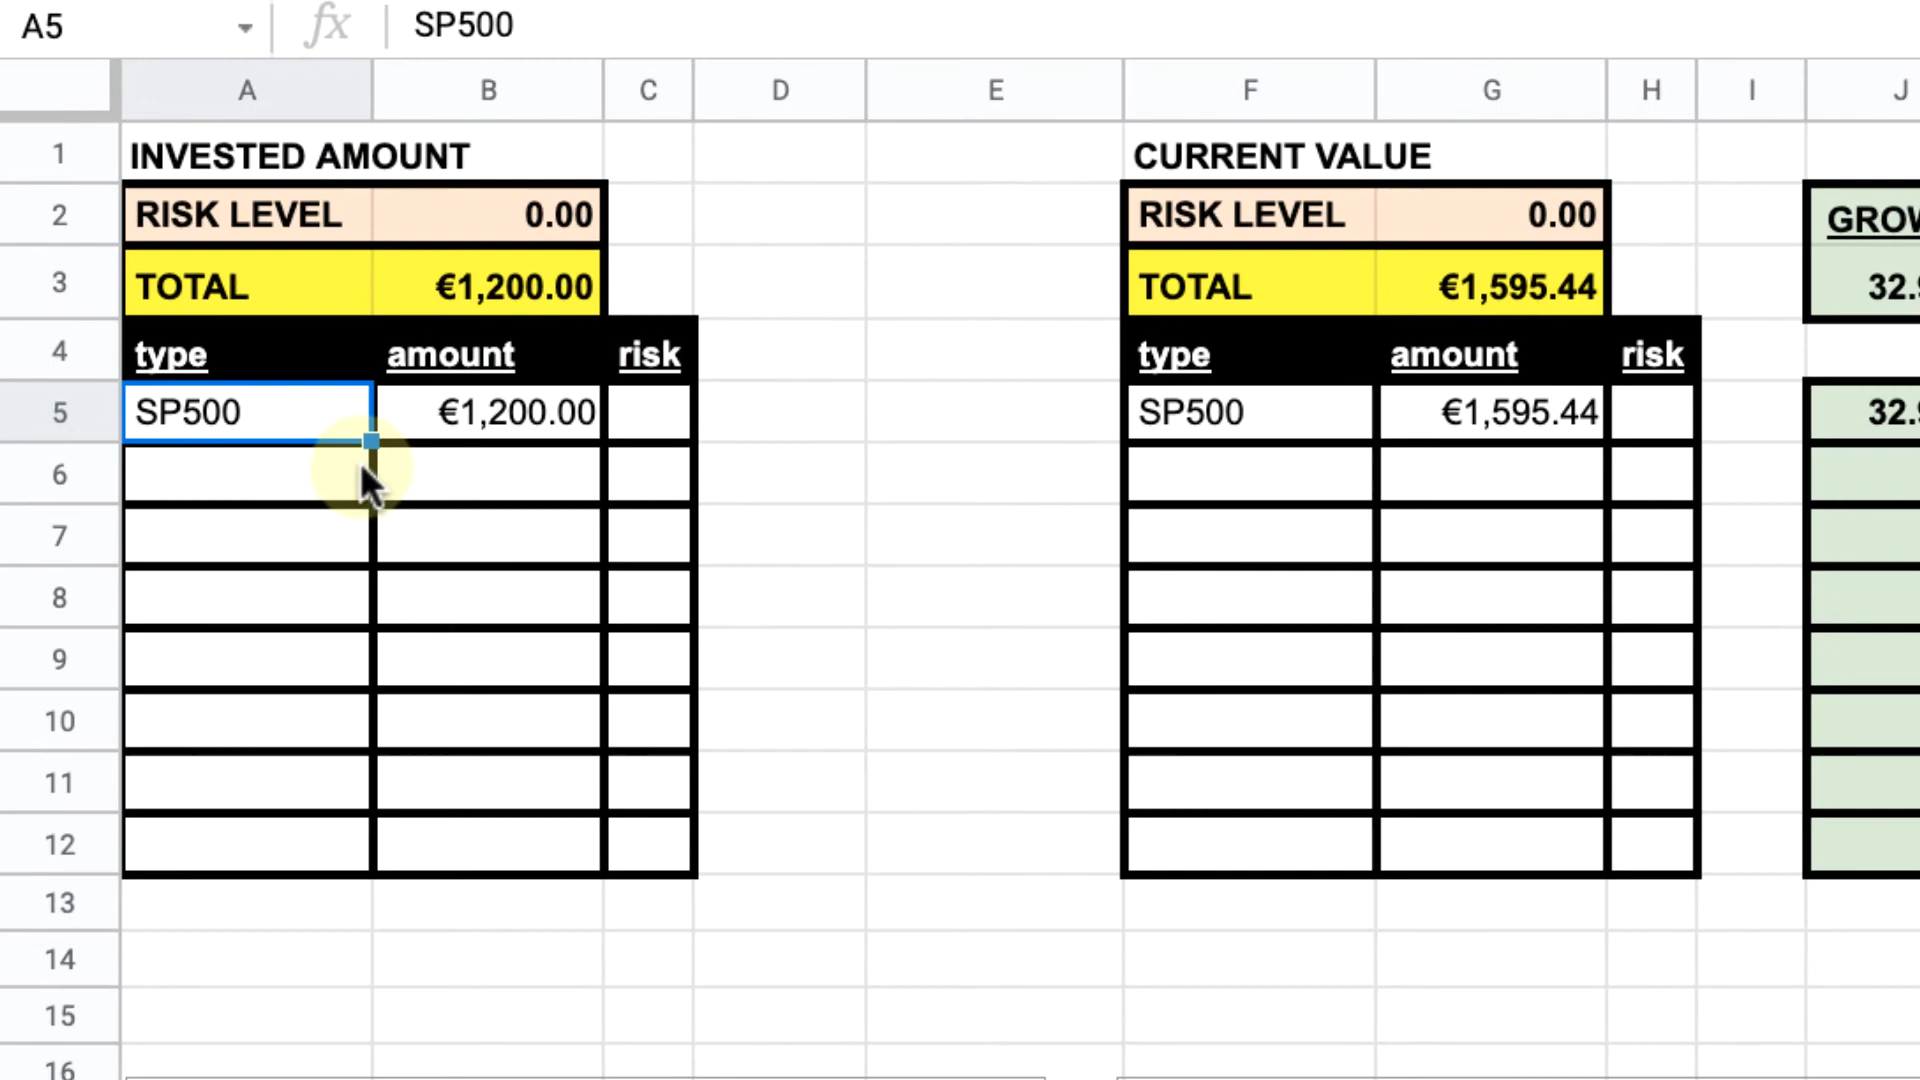 A5 fx SP500
A B C D E F G H I J
1 INVESTED AMOUNT CURRENT VALUE
2 RISK LEVEL 0.00 RISK LEVEL 0.00 GROW
3 TOTAL €1,200.00 TOTAL €1,595.44 32.9
4 type amount risk type amount risk
5 SP500 €1,200.00 SP500 €1,595.44 32.9
6
7
8
9
10
11
12
13
14
15
16